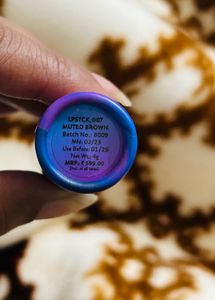 LPSTCK_007
MUTED BROWN
Batch No.: B009
Mfd: 02/23
Use Before: 01/26
Net Wt.: 4g
MRP.: ₹ 599.00
(Incl. of all taxes)